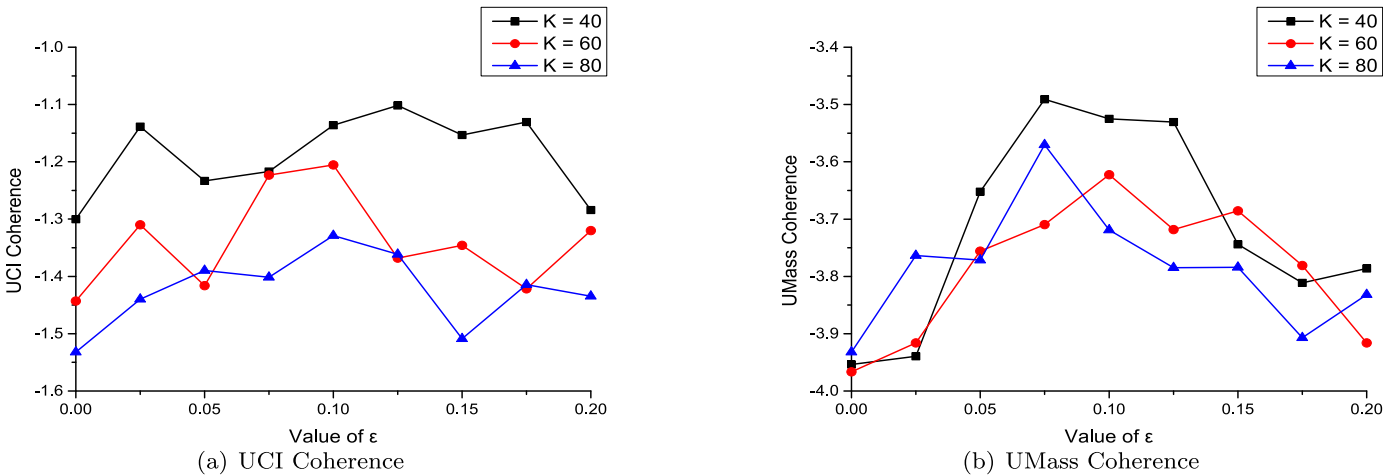 K = 40
K = 60
K = 80
-1.0
-1.1
-1.2
-1.3
-1.4
-1.5
-1.6
UCI Coherence
0.00
0.05
0.10
0.15
0.20
Value of ε
(a) UCI Coherence
K = 40
K = 60
K = 80
-3.4
-3.5
-3.6
-3.7
-3.8
-3.9
-4.0
UMass Coherence
0.00
0.05
0.10
0.15
0.20
Value of ε
(b) UMass Coherence